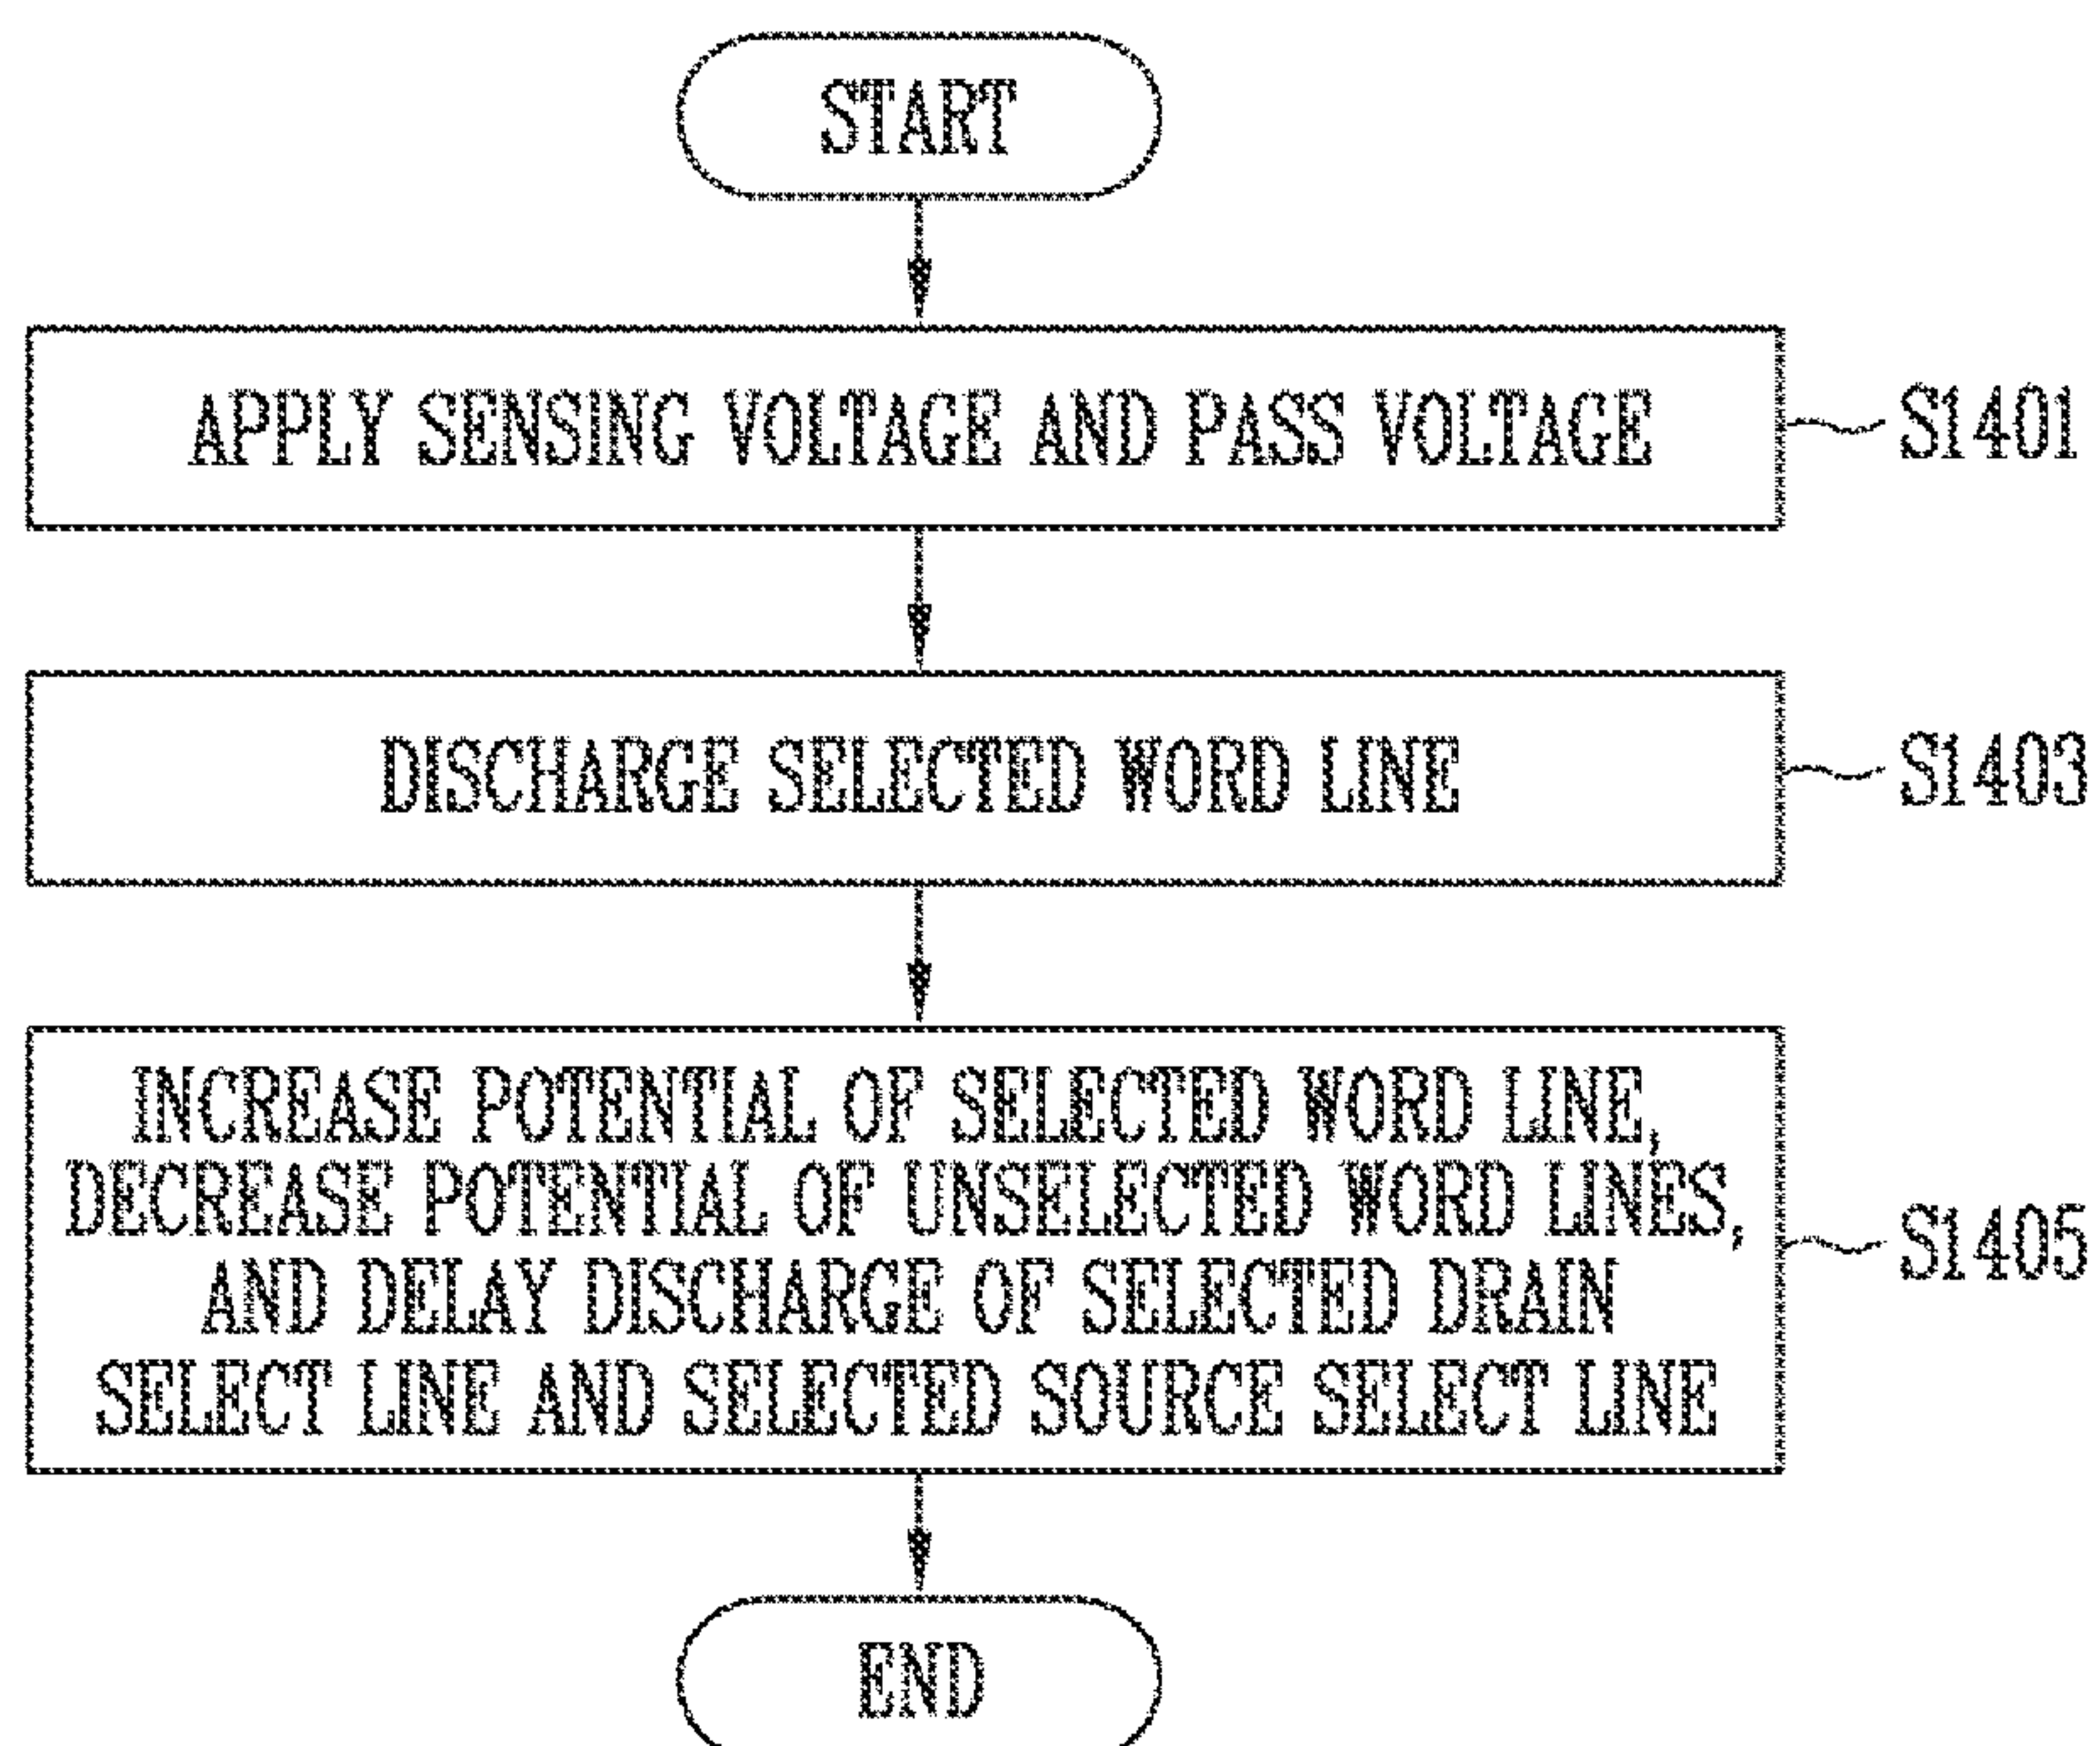 START
APPLY SENSING VOLTAGE AND PASS VOLTAGE
S1401
DISCHARGE SELECTED WORD LINE
S1403
INCREASE POTENTIAL OF SELECTED WORD LINE,
DECREASE POTENTIAL OF UNSELECTED WORD LINES,
AND DELAY DISCHARGE OF SELECTED DRAIN
SELECT LINE AND SELECTED SOURCE SELECT LINE
S1405
END